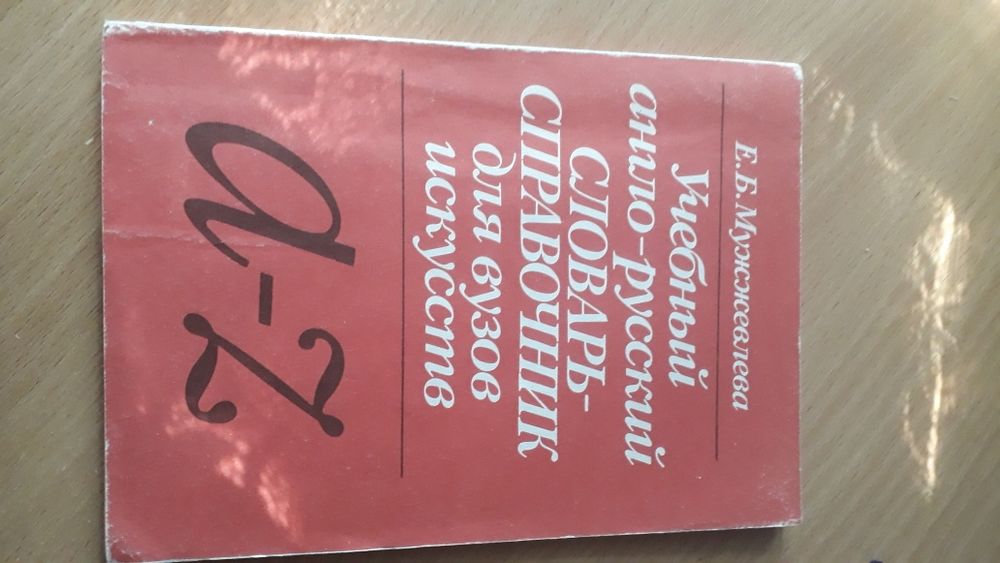 Е.Б.Мужжевлева
Учебный
англо-русский
СЛОВАРЬ-
СПРАВОЧНИК
для вузов
искусств
a-z